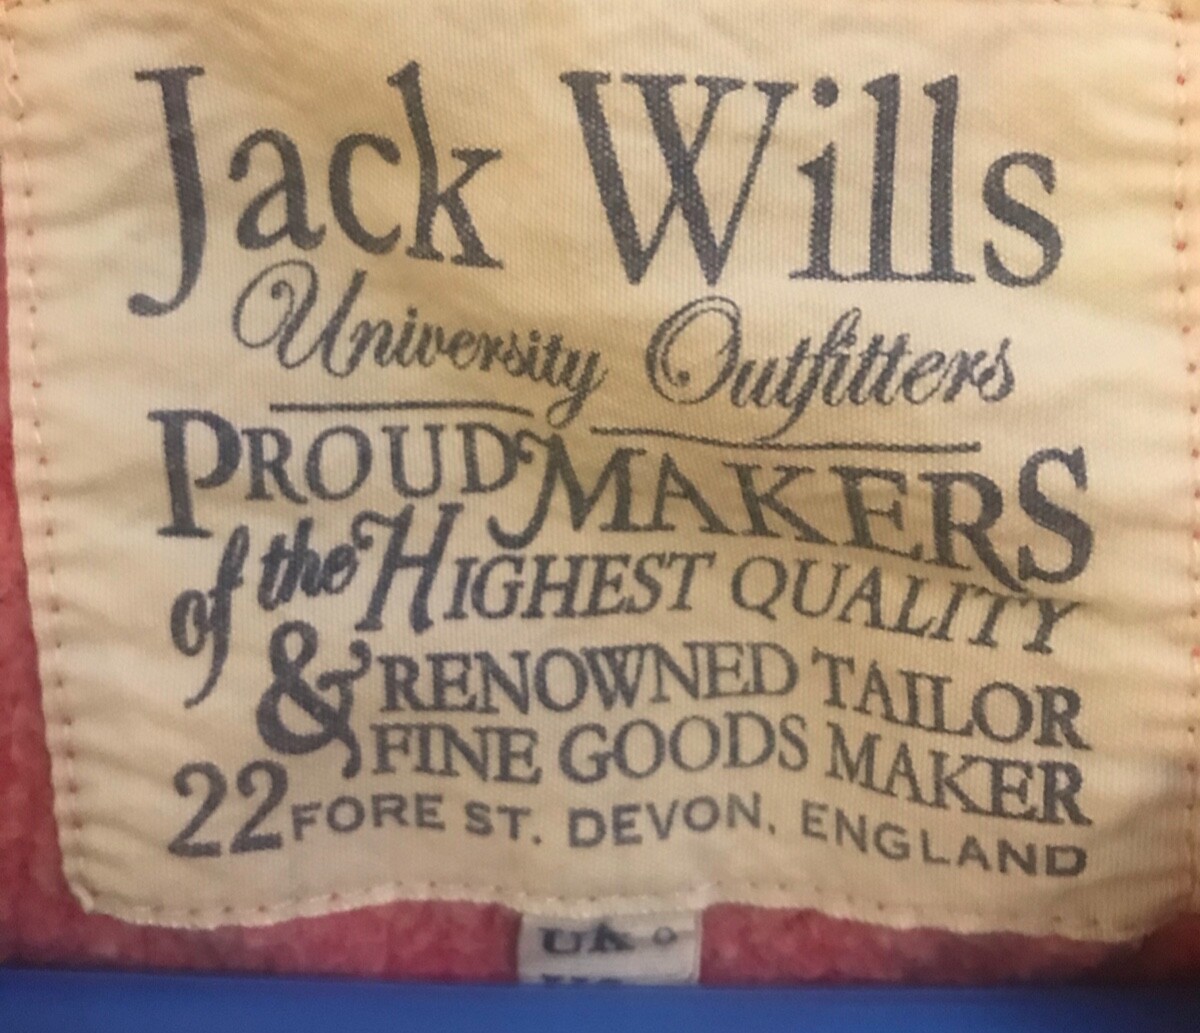 Jack Wills
University Outfitters
PROUD MAKERS
of the HIGHEST QUALITY
& RENOWNED TAILOR
FINE GOODS MAKER
22 FORE ST. DEVON, ENGLAND
UK